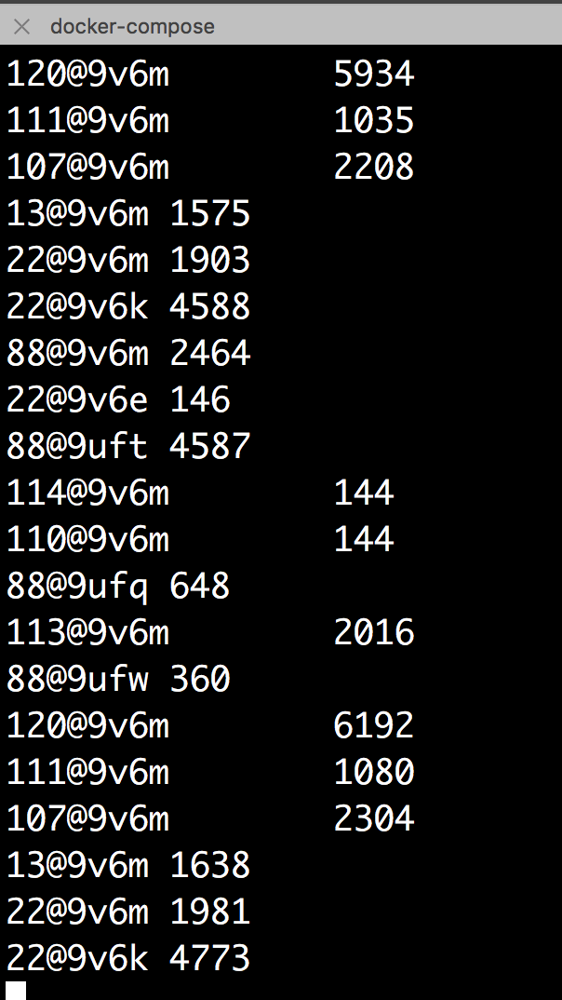 docker-compose
120@9v6m 5934
111@9v6m 1035
107@9v6m 2208
13@9v6m 1575
22@9v6m 1903
22@9v6k 4588
88@9v6m 2464
22@9v6e 146
88@9uft 4587
114@9v6m 144
110@9v6m 144
88@9ufq 648
113@9v6m 2016
88@9ufw 360
120@9v6m 6192
111@9v6m 1080
107@9v6m 2304
13@9v6m 1638
22@9v6m 1981
22@9v6k 4773